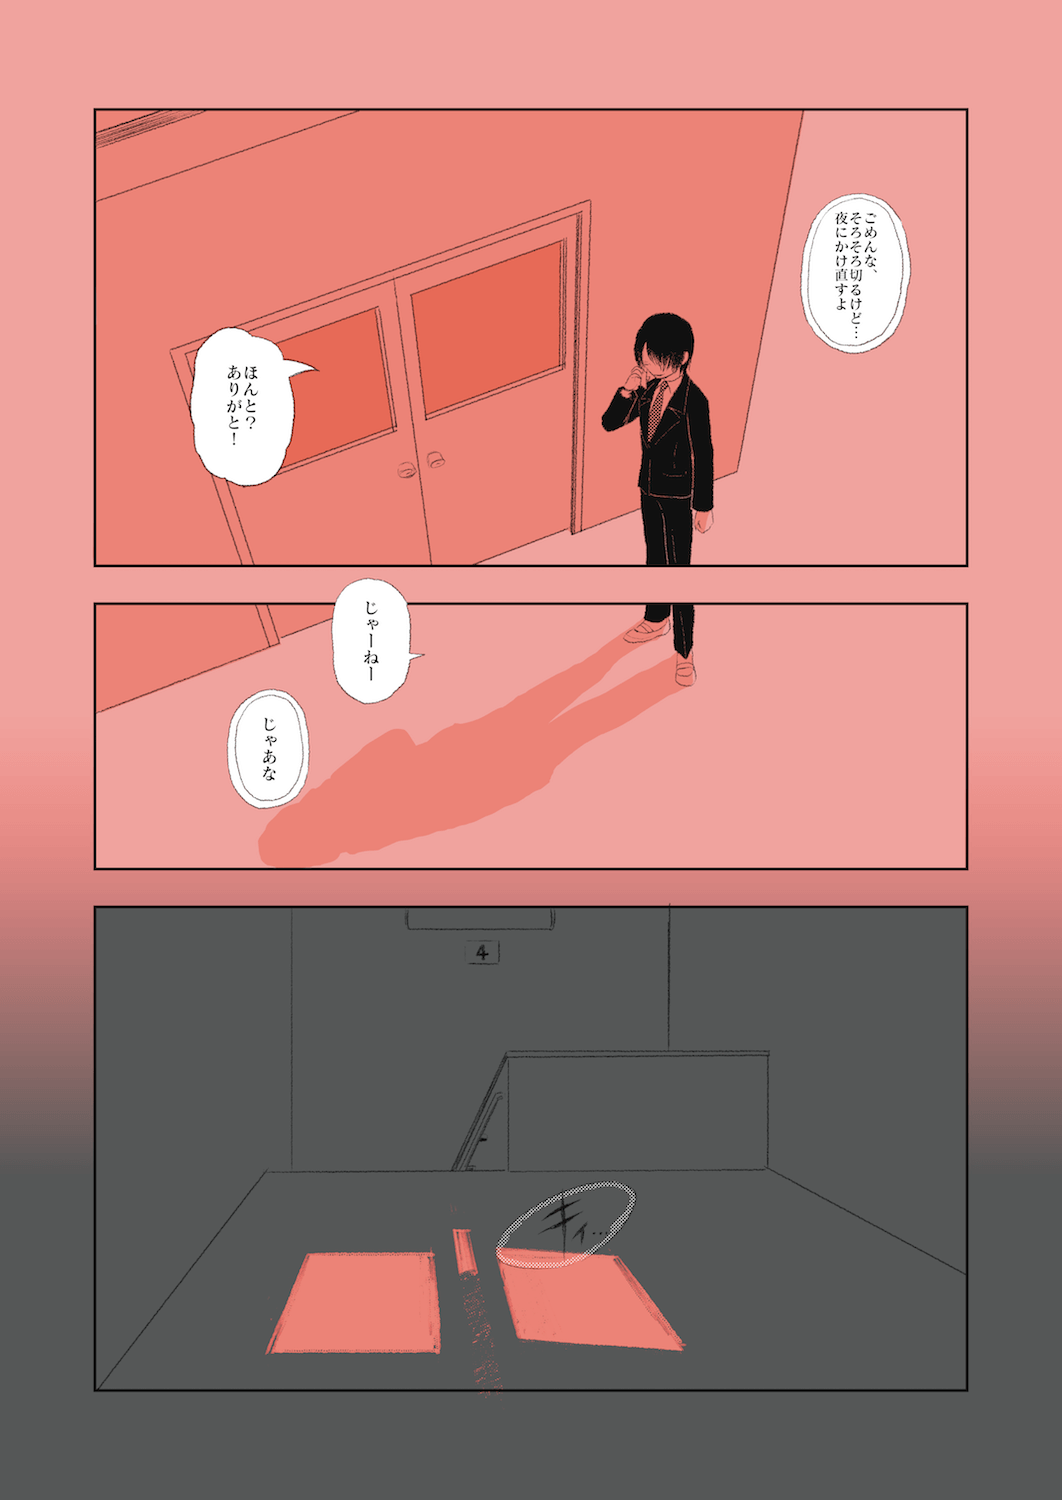 ごめんな、
そろそろ切るけど…
夜にかけ直すよ
ほんと？
ありがと！
じゃーねー
じゃあな
4
キィ…